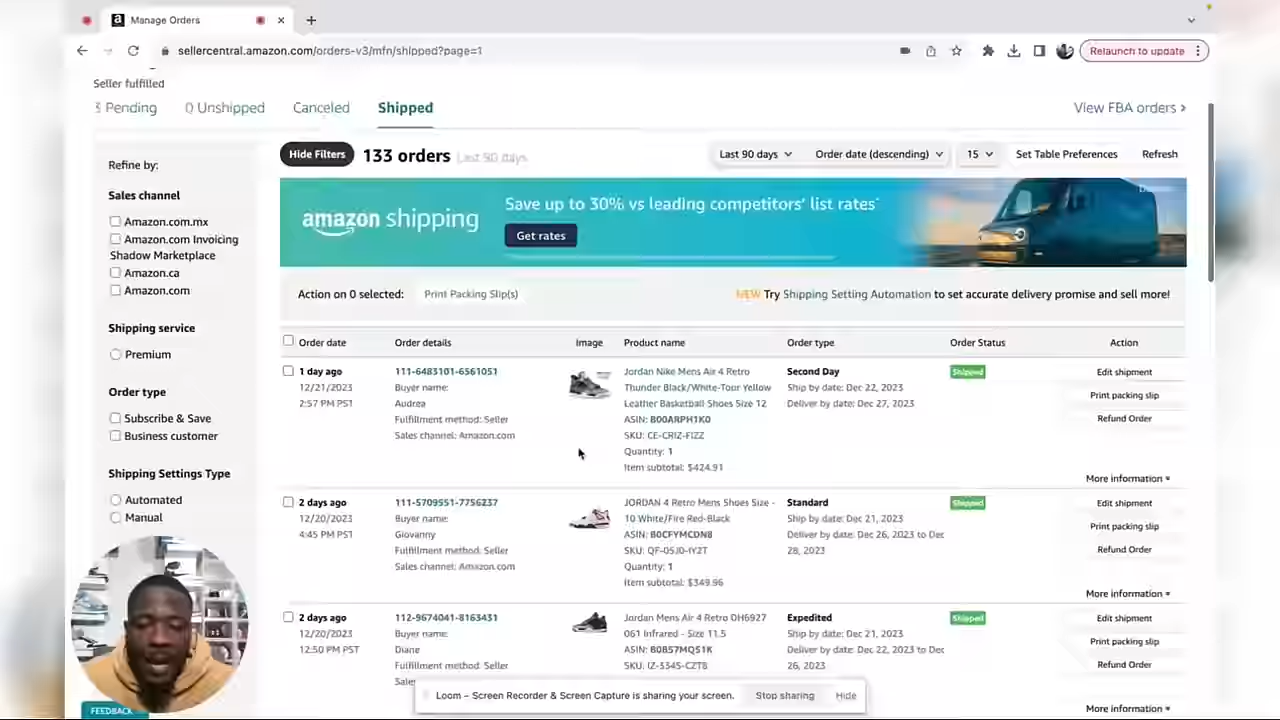 Manage Orders
sellercentral.amazon.com/orders-v3/mfn/shipped?page=1
Relaunch to update
Seller fulfilled
3 Pending
0 Unshipped
Canceled
Shipped
View FBA orders >
Refine by:
Sales channel
Amazon.com.mx
Amazon.com Invoicing
Shadow Marketplace
Amazon.ca
Amazon.com
Shipping service
Premium
Order type
Subscribe & Save
Business customer
Shipping Settings Type
Automated
Manual
FEEDBACK
Hide Filters
133 orders
Last 90 days
Last 90 days
Order date (descending)
15
Set Table Preferences
Refresh
amazon shipping
Save up to 30% vs leading competitors' list rates*
Get rates
Action on 0 selected:
Print Packing Slip(s)
NEW Try Shipping Setting Automation to set accurate delivery promise and sell more!
Order date
Order details
Image
Product name
Order type
Order Status
Action
1 day ago
12/21/2023
2:57 PM PST
111-6483101-6561051
Buyer name:
Audrea
Fulfillment method: Seller
Sales channel: Amazon.com
Jordan Nike Mens Air 4 Retro
Thunder Black/White-Tour Yellow
Leather Basketball Shoes Size 12
ASIN: B00ARPH1K0
SKU: CE-CRIZ-FIZZ
Quantity: 1
Item subtotal: $424.91
Second Day
Ship by date: Dec 22, 2023
Deliver by date: Dec 27, 2023
Shipped
Edit shipment
Print packing slip
Refund Order
More information
2 days ago
12/20/2023
4:45 PM PST
111-5709551-7756237
Buyer name:
Giovanny
Fulfillment method: Seller
Sales channel: Amazon.com
JORDAN 4 Retro Mens Shoes Size -
10 White/Fire Red-Black
ASIN: B0CFYMCDN8
SKU: QF-05J0-IY2T
Quantity: 1
Item subtotal: $349.96
Standard
Ship by date: Dec 21, 2023
Deliver by date: Dec 26, 2023 to Dec
28, 2023
Shipped
Edit shipment
Print packing slip
Refund Order
More information
2 days ago
12/20/2023
12:50 PM PST
112-9674041-8163431
Buyer name:
Diane
Fulfillment method: Seller
Jordan Mens Air 4 Retro DH6927
061 Infrared - Size 11.5
ASIN: B0B57MQ51K
SKU: IZ-5345-CZTB
Expedited
Ship by date: Dec 21, 2023
Deliver by date: Dec 22, 2023 to Dec
26, 2023
Shipped
Edit shipment
Print packing slip
Refund Order
More information
Loom – Screen Recorder & Screen Capture is sharing your screen.
Stop sharing
Hide